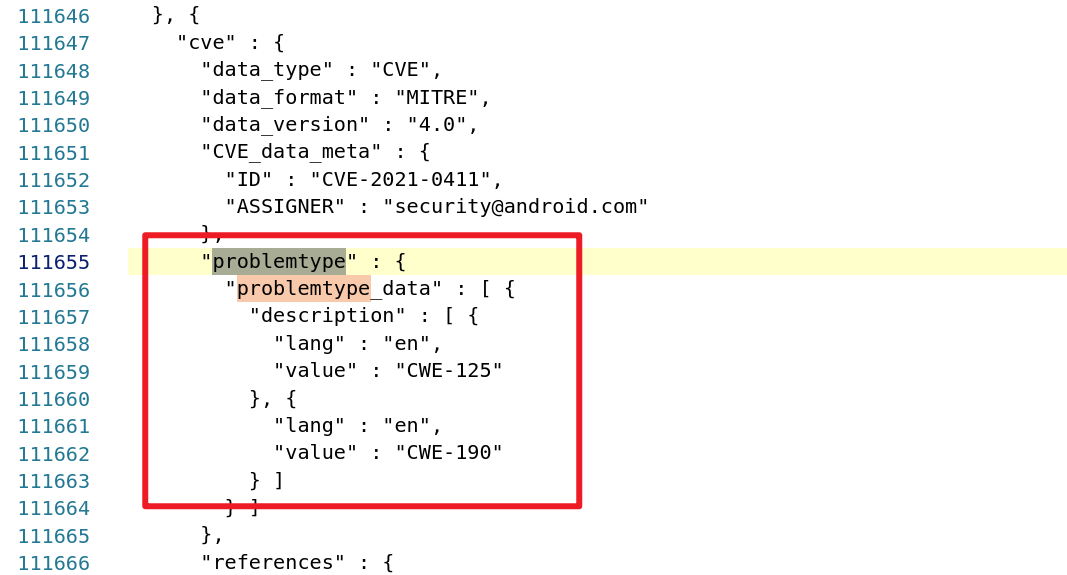 111646     }, {
111647       "cve" : {
111648         "data_type" : "CVE",
111649         "data_format" : "MITRE",
111650         "data_version" : "4.0",
111651         "CVE_data_meta" : {
111652           "ID" : "CVE-2021-0411",
111653           "ASSIGNER" : "security@android.com"
111654         },
111655         "problemtype" : {
111656           "problemtype_data" : [ {
111657             "description" : [ {
111658               "lang" : "en",
111659               "value" : "CWE-125"
111660             }, {
111661               "lang" : "en",
111662               "value" : "CWE-190"
111663             } ]
111664           } ]
111665         },
111666         "references" : {